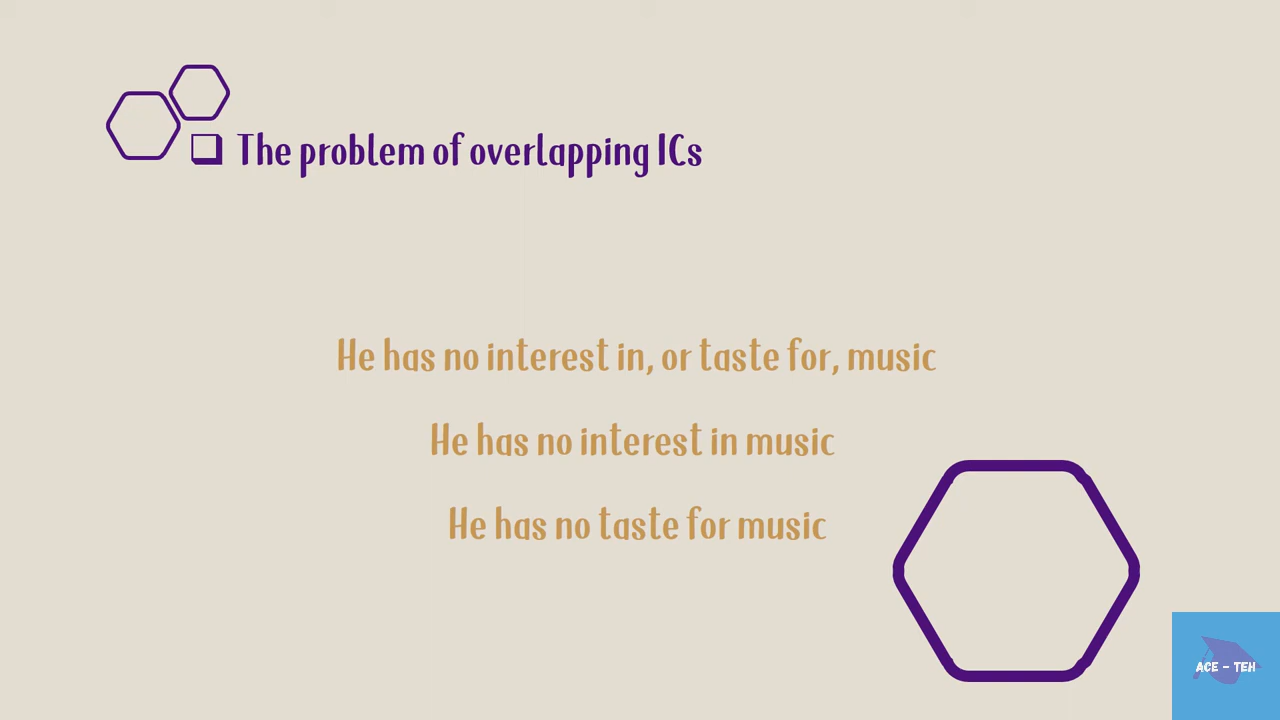 The problem of overlapping ICs
He has no interest in, or taste for, music
He has no interest in music
He has no taste for music
ACE - TEH